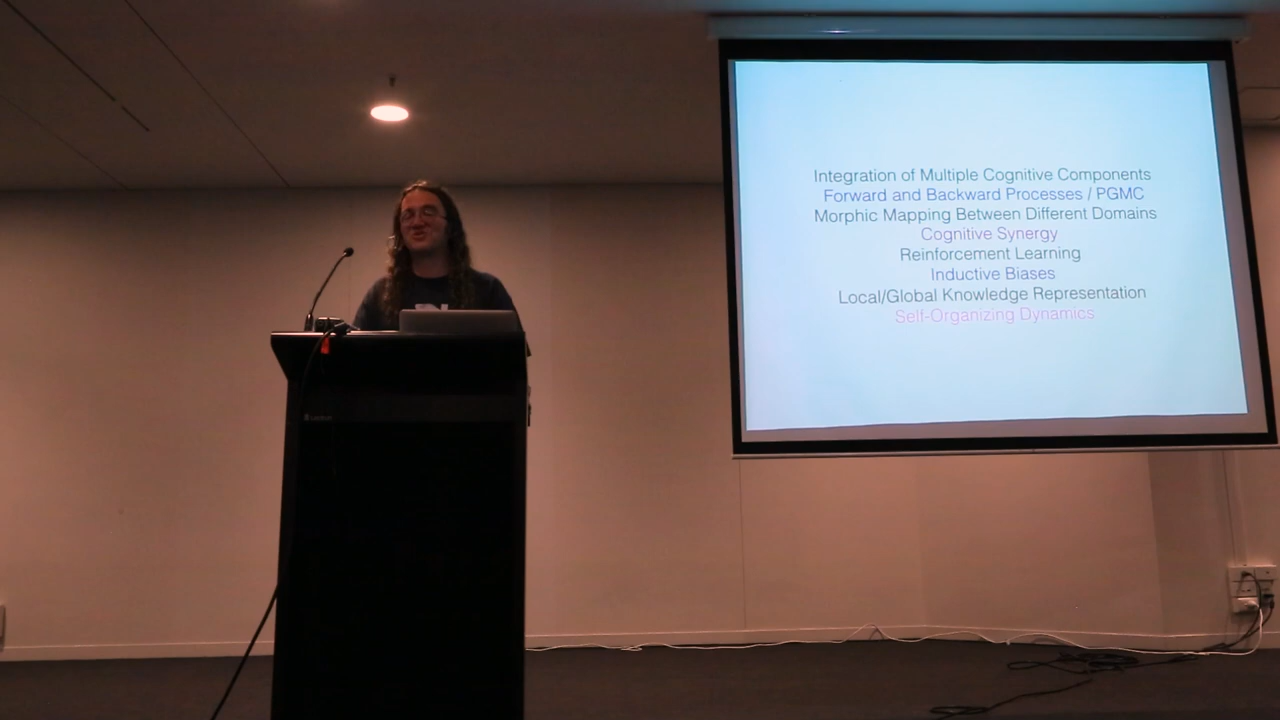 Integration of Multiple Cognitive Components
Forward and Backward Processes / PGMC
Morphic Mapping Between Different Domains
Cognitive Synergy
Reinforcement Learning
Inductive Biases
Local/Global Knowledge Representation
Self-Organizing Dynamics